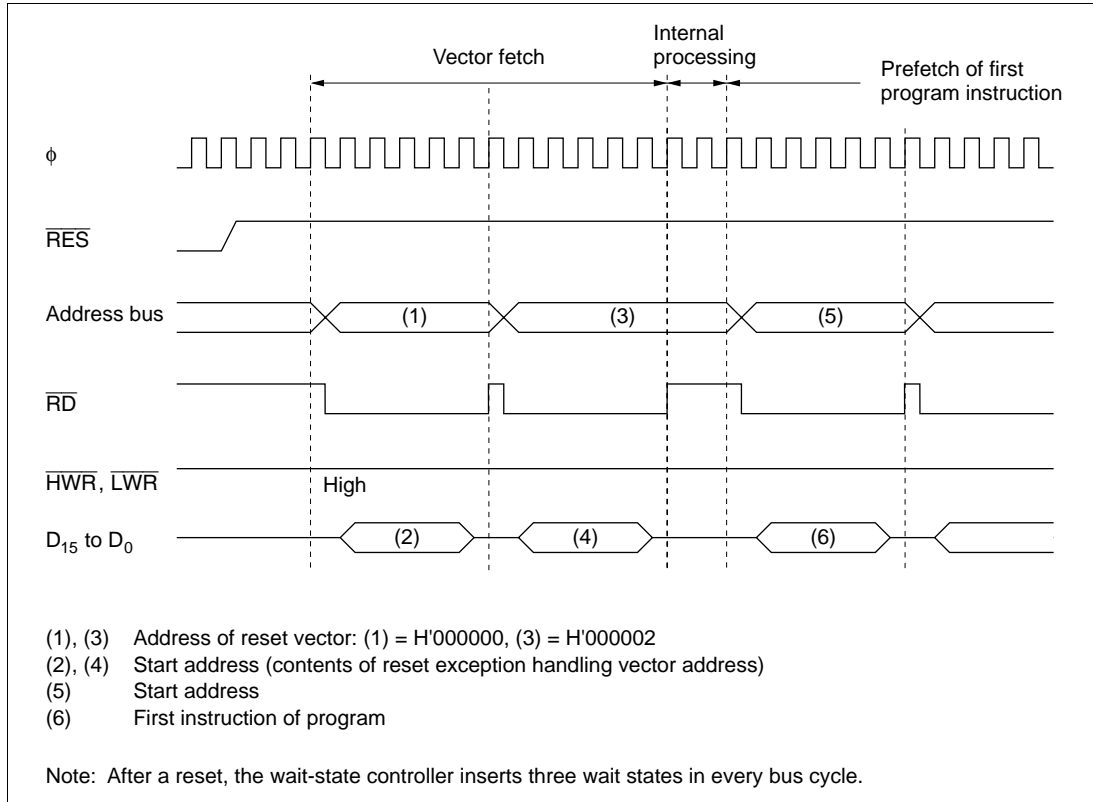 Vector fetch
Internal
processing
Prefetch of first
program instruction
ϕ
RES
Address bus
(1)
(3)
(5)
RD
HWR, LWR
High
D15 to D0
(2)
(4)
(6)
(1), (3) Address of reset vector: (1) = H'000000, (3) = H'000002
(2), (4) Start address (contents of reset exception handling vector address)
(5) Start address
(6) First instruction of program
Note: After a reset, the wait-state controller inserts three wait states in every bus cycle.